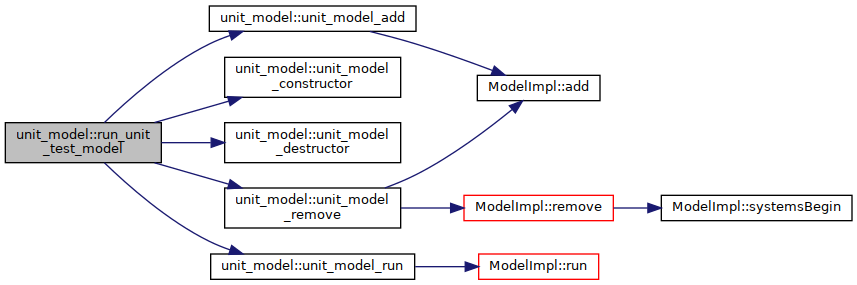 unit_model::run_unit
_test_model
unit_model::unit_model_add
unit_model::unit_model
_constructor
unit_model::unit_model
_destructor
unit_model::unit_model
_remove
unit_model::unit_model_run
ModelImpl::add
ModelImpl::remove
ModelImpl::run
ModelImpl::systemsBegin